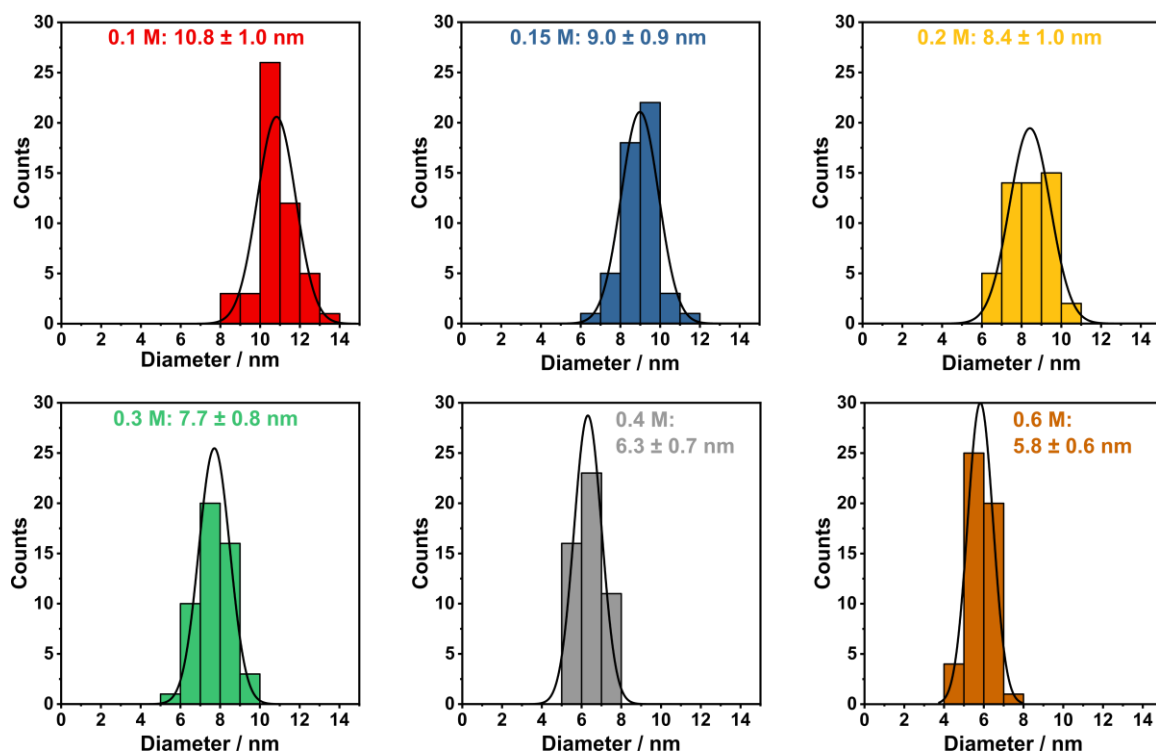 0.1 M: 10.8 ± 1.0 nm
30
25
20
15
10
5
0
Counts
0 2 4 6 8 10 12 14
Diameter / nm
0.15 M: 9.0 ± 0.9 nm
30
25
20
15
10
5
0
Counts
0 2 4 6 8 10 12 14
Diameter / nm
0.2 M: 8.4 ± 1.0 nm
30
25
20
15
10
5
0
Counts
0 2 4 6 8 10 12 14
Diameter / nm
0.3 M: 7.7 ± 0.8 nm
30
25
20
15
10
5
0
Counts
0 2 4 6 8 10 12 14
Diameter / nm
0.4 M:
6.3 ± 0.7 nm
30
25
20
15
10
5
0
Counts
0 2 4 6 8 10 12 14
Diameter / nm
0.6 M:
5.8 ± 0.6 nm
30
25
20
15
10
5
0
Counts
0 2 4 6 8 10 12 14
Diameter / nm